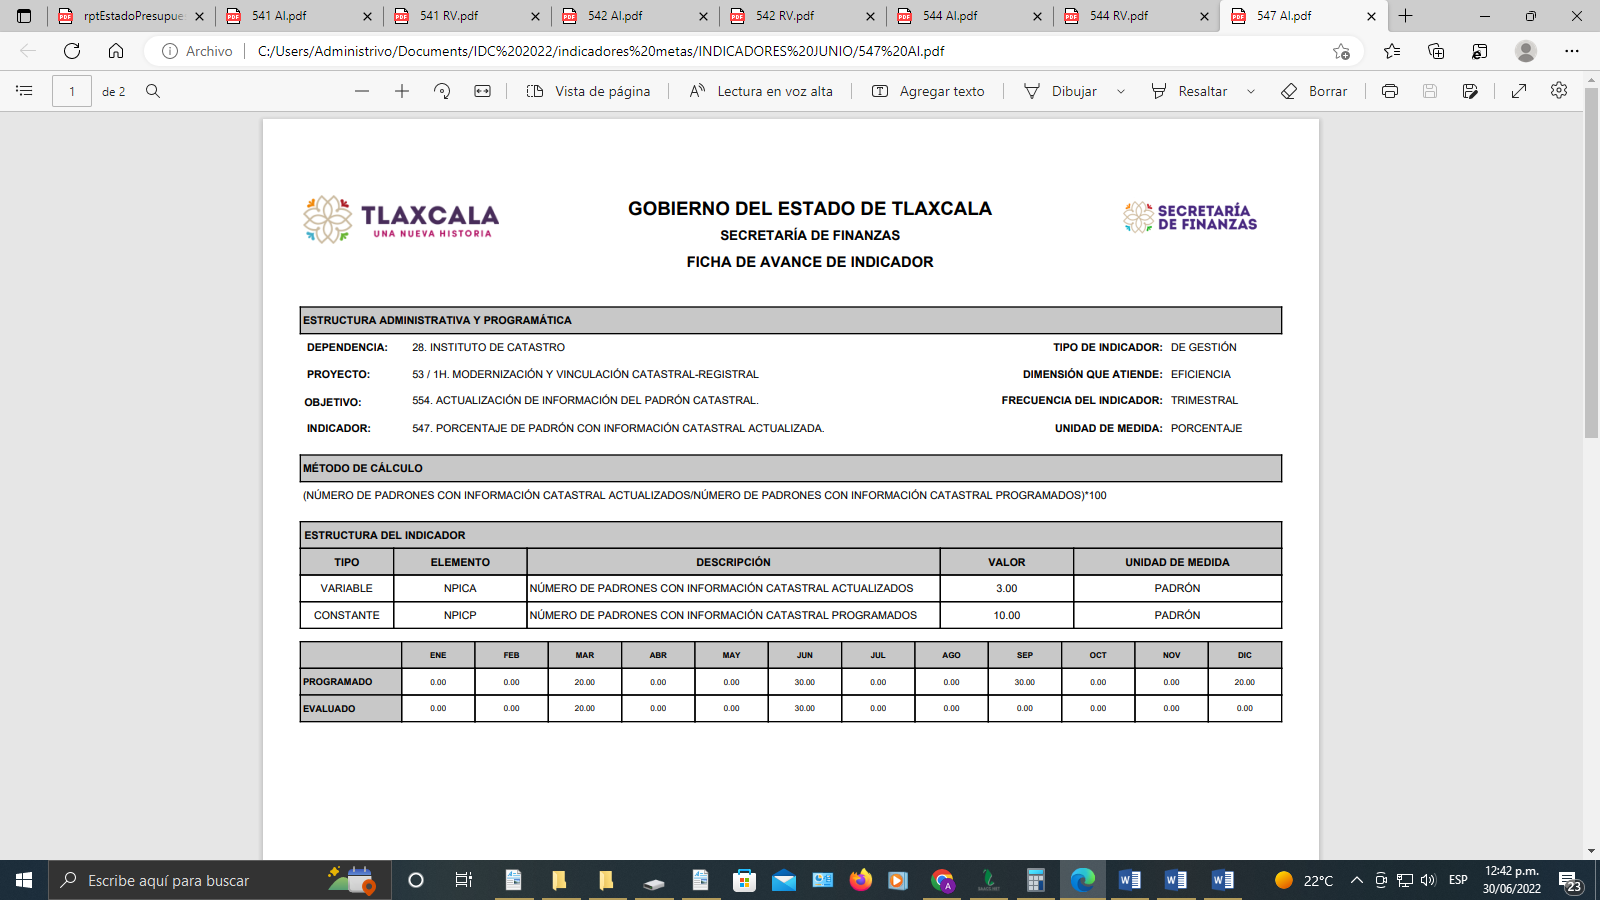 rptEstadoPresupue
541 AI.pdf
541 RV.pdf
542 AI.pdf
542 RV.pdf
544 AI.pdf
544 RV.pdf
547 AI.pdf
Archivo C:/Users/Administrivo/Documents/IDC%202022/indicadores%20metas/INDICADORES%20JUNIO/547%20AI.pdf
1 de 2 Vista de página Lectura en voz alta Agregar texto Dibujar Resaltar Borrar
TLAXCALA
UNA NUEVA HISTORIA
GOBIERNO DEL ESTADO DE TLAXCALA
SECRETARÍA DE FINANZAS
FICHA DE AVANCE DE INDICADOR
SECRETARÍA
DE FINANZAS
ESTRUCTURA ADMINISTRATIVA Y PROGRAMÁTICA
DEPENDENCIA: 28. INSTITUTO DE CATASTRO TIPO DE INDICADOR: DE GESTIÓN
PROYECTO: 53 / 1H. MODERNIZACIÓN Y VINCULACIÓN CATASTRAL-REGISTRAL DIMENSIÓN QUE ATIENDE: EFICIENCIA
OBJETIVO: 554. ACTUALIZACIÓN DE INFORMACIÓN DEL PADRÓN CATASTRAL. FRECUENCIA DEL INDICADOR: TRIMESTRAL
INDICADOR: 547. PORCENTAJE DE PADRÓN CON INFORMACIÓN CATASTRAL ACTUALIZADA. UNIDAD DE MEDIDA: PORCENTAJE
MÉTODO DE CÁLCULO
(NÚMERO DE PADRONES CON INFORMACIÓN CATASTRAL ACTUALIZADOS/NÚMERO DE PADRONES CON INFORMACIÓN CATASTRAL PROGRAMADOS)*100
ESTRUCTURA DEL INDICADOR
TIPO ELEMENTO DESCRIPCIÓN VALOR UNIDAD DE MEDIDA
VARIABLE NPICA NÚMERO DE PADRONES CON INFORMACIÓN CATASTRAL ACTUALIZADOS 3.00 PADRÓN
CONSTANTE NPICP NÚMERO DE PADRONES CON INFORMACIÓN CATASTRAL PROGRAMADOS 10.00 PADRÓN
ENE FEB MAR ABR MAY JUN JUL AGO SEP OCT NOV DIC
PROGRAMADO 0.00 0.00 20.00 0.00 0.00 30.00 0.00 0.00 30.00 0.00 0.00 20.00
EVALUADO 0.00 0.00 20.00 0.00 0.00 30.00 0.00 0.00 0.00 0.00 0.00 0.00
Escribe aquí para buscar
22°C
ESP
12:42 p.m.
30/06/2022
23